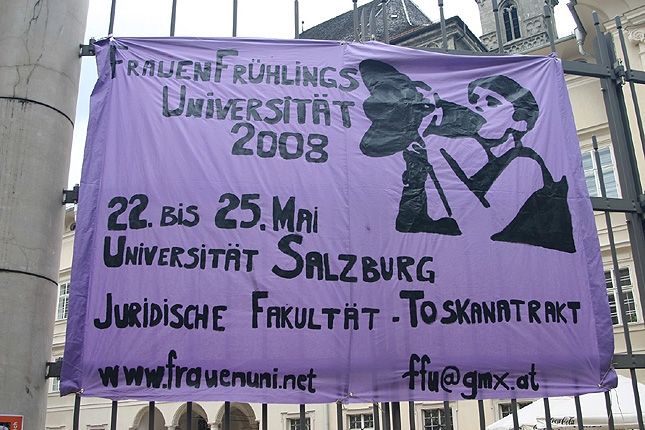 FRAUENFRÜHLINGS
UNIVERSITÄT
2008
22. BIS 25. MAI
UNIVERSITÄT SALZBURG
JURIDISCHE FAKULTÄT - TOSKANATRAKT
www.frauenuni.net
ffu@gmx.at